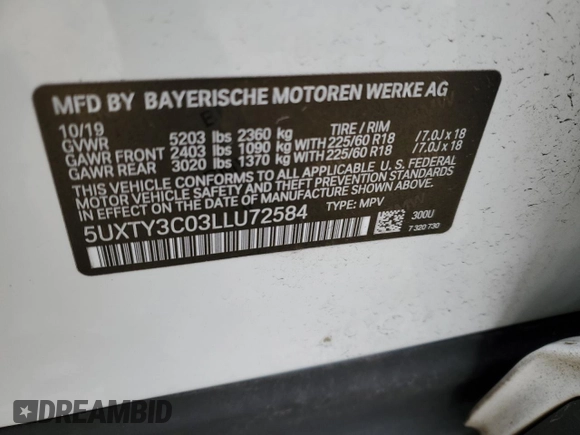 MFD BY BAYERISCHE MOTOREN WERKE AG
10/19 TIRE / RIM
GVWR 5203 lbs 2360 kg
GAWR FRONT 2403 lbs 1090 kg WITH 225/60 R18 / 7.0J x 18
GAWR REAR 3020 lbs 1370 kg WITH 225/60 R18 / 7.0J x 18
THIS VEHICLE CONFORMS TO ALL APPLICABLE U. S. FEDERAL
MOTOR VEHICLE SAFETY, BUMPER, AND THEFT PREVENTION
STANDARDS IN EFFECT ON THE DATE OF MANUFACTURE SHOWN ABOVE.
5UXTY3C03LLU72584 TYPE: MPV
300U
T 320 730
DREAMBID